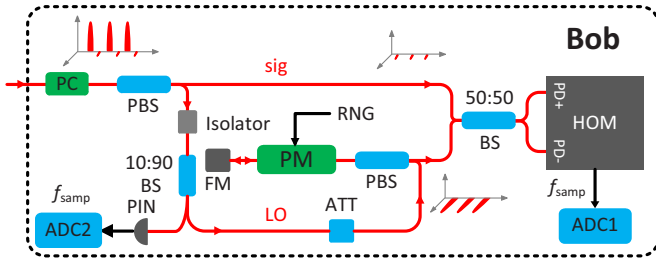 Bob
PC
PBS
sig
50:50
BS
PD+
PD-
HOM
Isolator
RNG
10:90
BS
FM
PM
PBS
f_samp
PIN
ADC2
LO
ATT
f_samp
ADC1